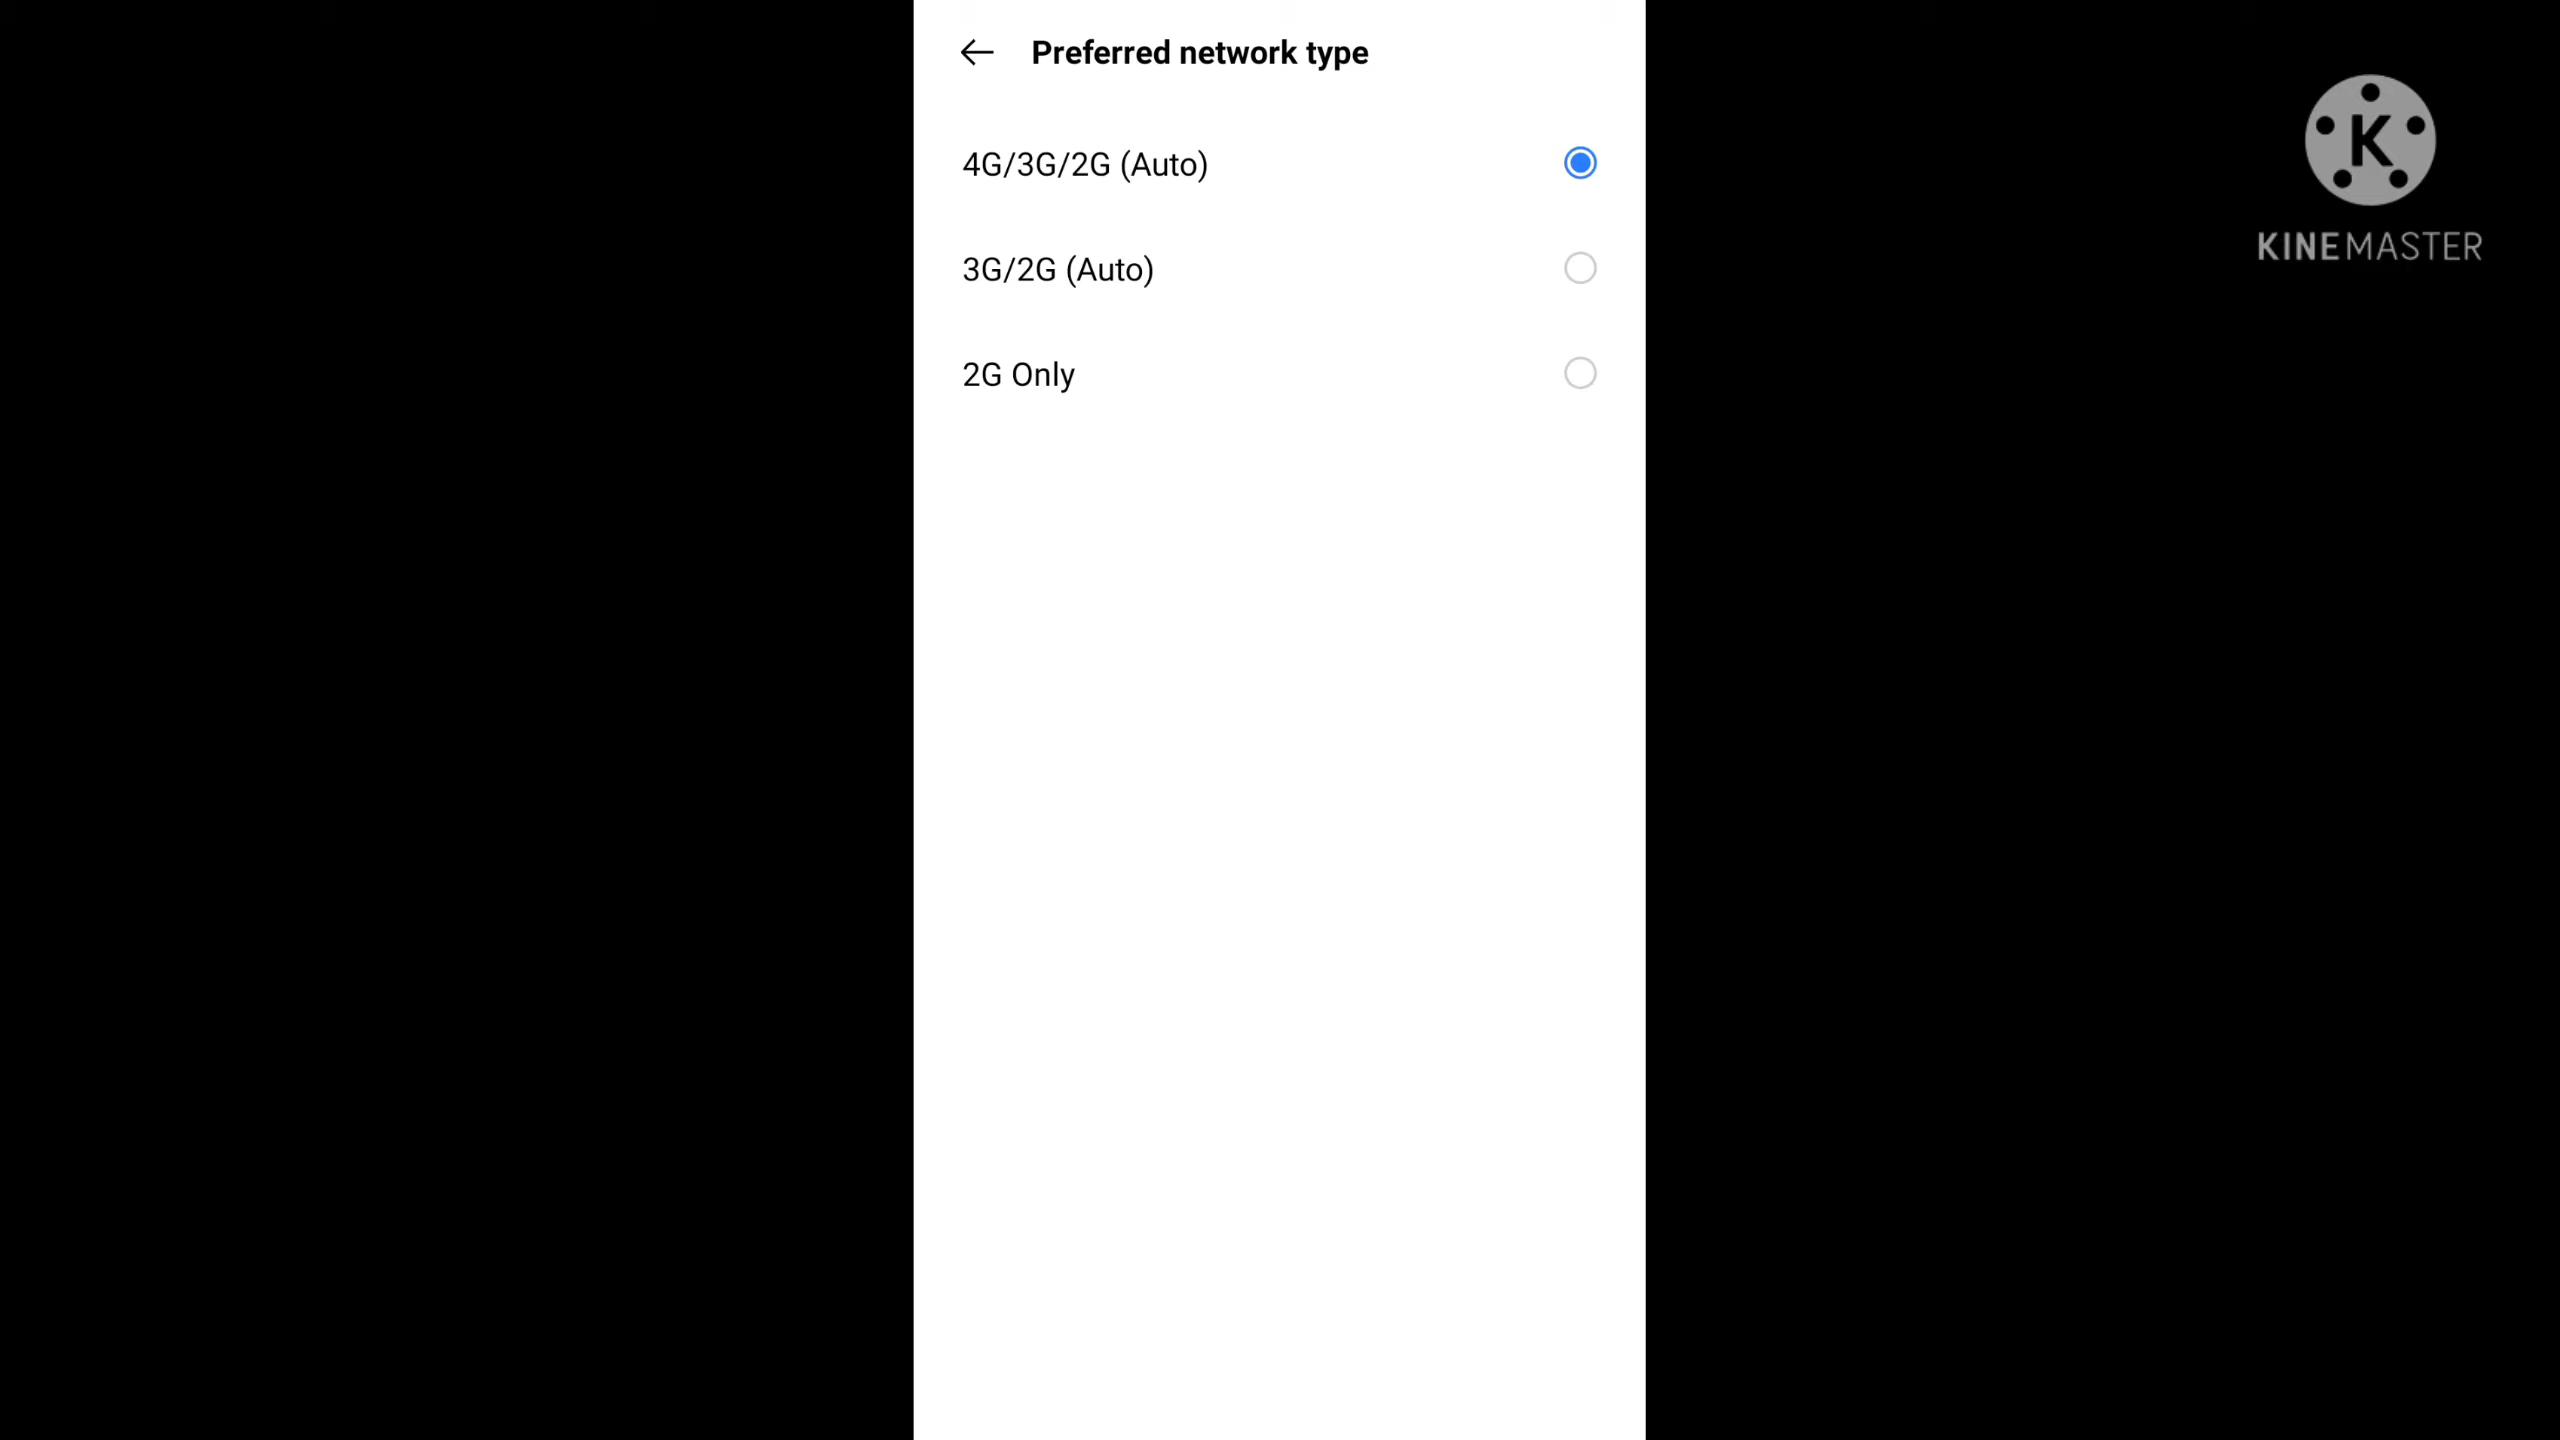 Preferred network type
4G/3G/2G (Auto)
3G/2G (Auto)
2G Only
K
KINEMASTER